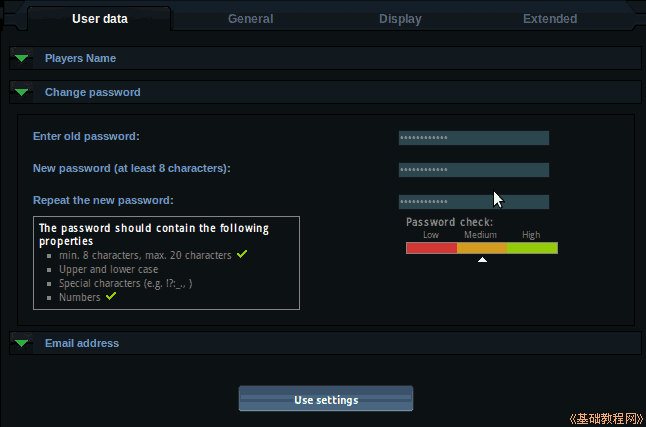 User data General Display Extended
Players Name
Change password
Enter old password:
New password (at least 8 characters):
Repeat the new password:
The password should contain the following
properties
min. 8 characters, max. 20 characters
Upper and lower case
Special characters (e.g. !?:_., )
Numbers
Password check:
Low Medium High
Email address
Use settings
《基础教程网》